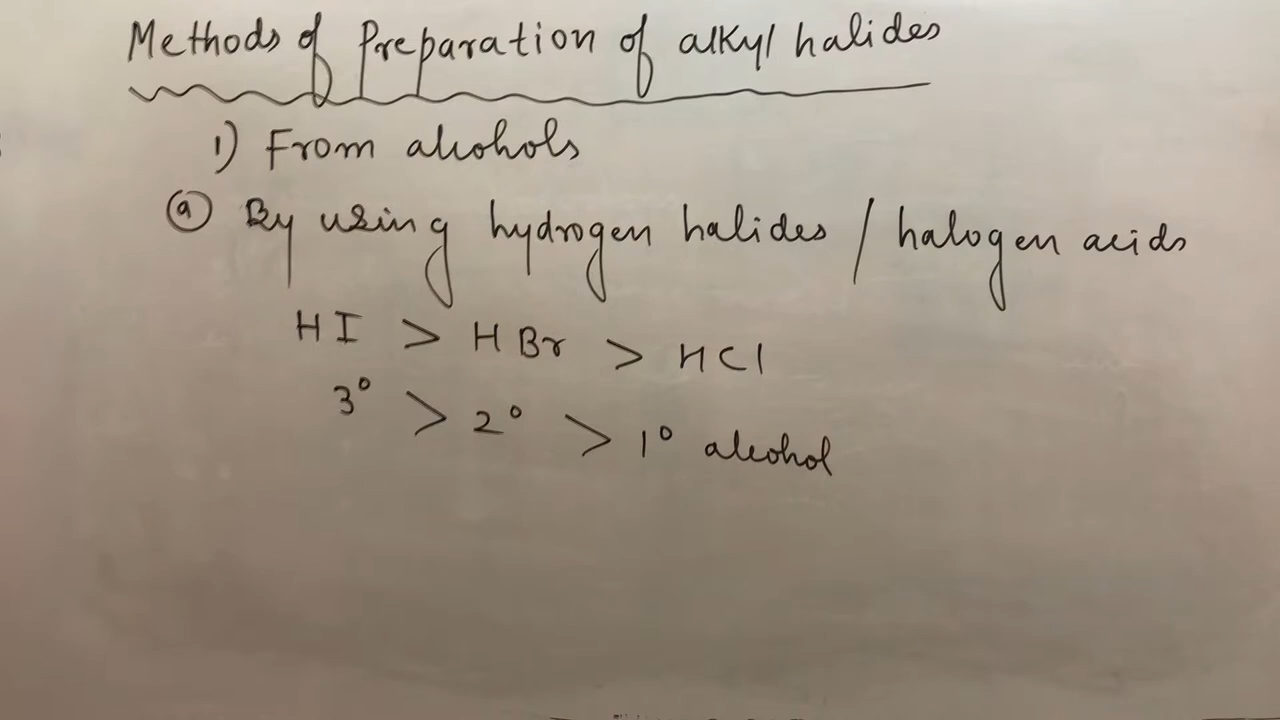 Methods of Preparation of alkyl halides
1) From alcohols
(a) By using hydrogen halides / halogen acids
HI > HBr > HCl
3° > 2° > 1° alcohol